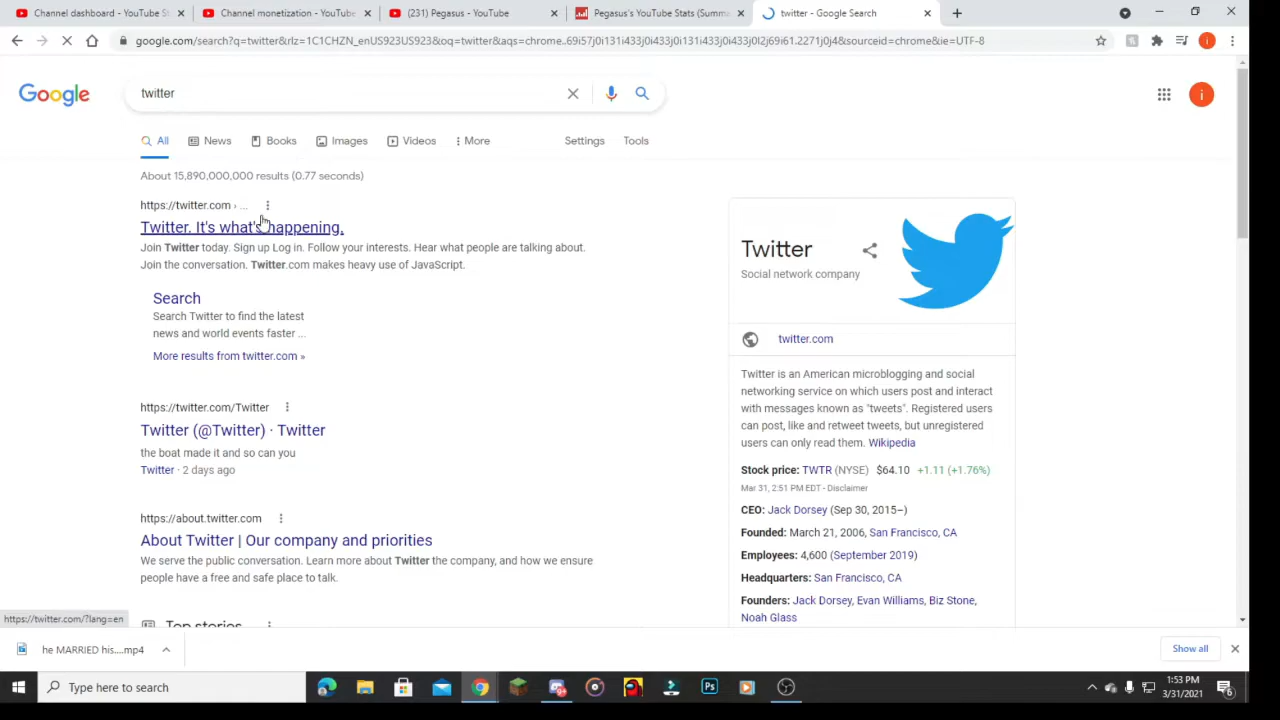 Channel dashboard - YouTube St
Channel monetization - YouTube
(231) Pegasus - YouTube
Pegasus's YouTube Stats (Summa
twitter - Google Search
google.com/search?q=twitter&rlz=1C1CHZN_enUS923US923&oq=twitter&aqs=chrome..69i57j0i131i433j0i433j0i131i433j0i433j0l2j69i61.2271j0j4&sourceid=chrome&ie=UTF-8
i
Google
twitter
i
All
News
Books
Images
Videos
More
Settings
Tools
About 15,890,000,000 results (0.77 seconds)
https://twitter.com › ...
Twitter. It's what's happening.
Join Twitter today. Sign up Log in. Follow your interests. Hear what people are talking about.
Join the conversation. Twitter.com makes heavy use of JavaScript.
Search
Search Twitter to find the latest
news and world events faster ...
More results from twitter.com »
https://twitter.com/Twitter
Twitter (@Twitter) · Twitter
the boat made it and so can you
Twitter · 2 days ago
https://about.twitter.com
About Twitter | Our company and priorities
We serve the public conversation. Learn more about Twitter the company, and how we ensure
people have a free and safe place to talk.
Top stories
Twitter
Social network company
twitter.com
Twitter is an American microblogging and social
networking service on which users post and interact
with messages known as "tweets". Registered users
can post, like and retweet tweets, but unregistered
users can only read them. Wikipedia
Stock price: TWTR (NYSE) $64.10 +1.11 (+1.76%)
Mar 31, 2:51 PM EDT - Disclaimer
CEO: Jack Dorsey (Sep 30, 2015–)
Founded: March 21, 2006, San Francisco, CA
Employees: 4,600 (September 2019)
Headquarters: San Francisco, CA
Founders: Jack Dorsey, Evan Williams, Biz Stone,
Noah Glass
https://twitter.com/?lang=en
he MARRIED his....mp4
Show all
Type here to search
Ps
1:53 PM
3/31/2021
6